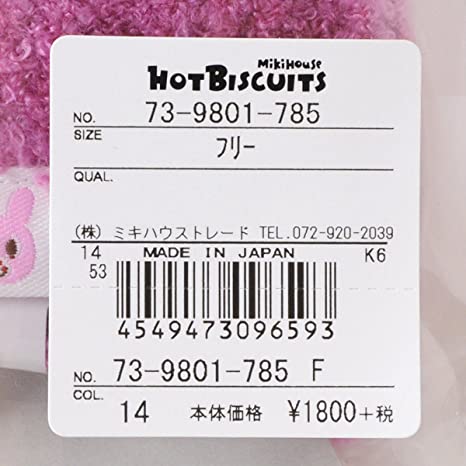 MIKIHOUSE
HOTBISCUITS
NO. 73-9801-785
SIZE フリー
QUAL.
(株) ミキハウストレード TEL.072-920-2039
14 MADE IN JAPAN K6
53
4549473096593
NO. 73-9801-785 F
COL. 14 本体価格 ¥1800+税